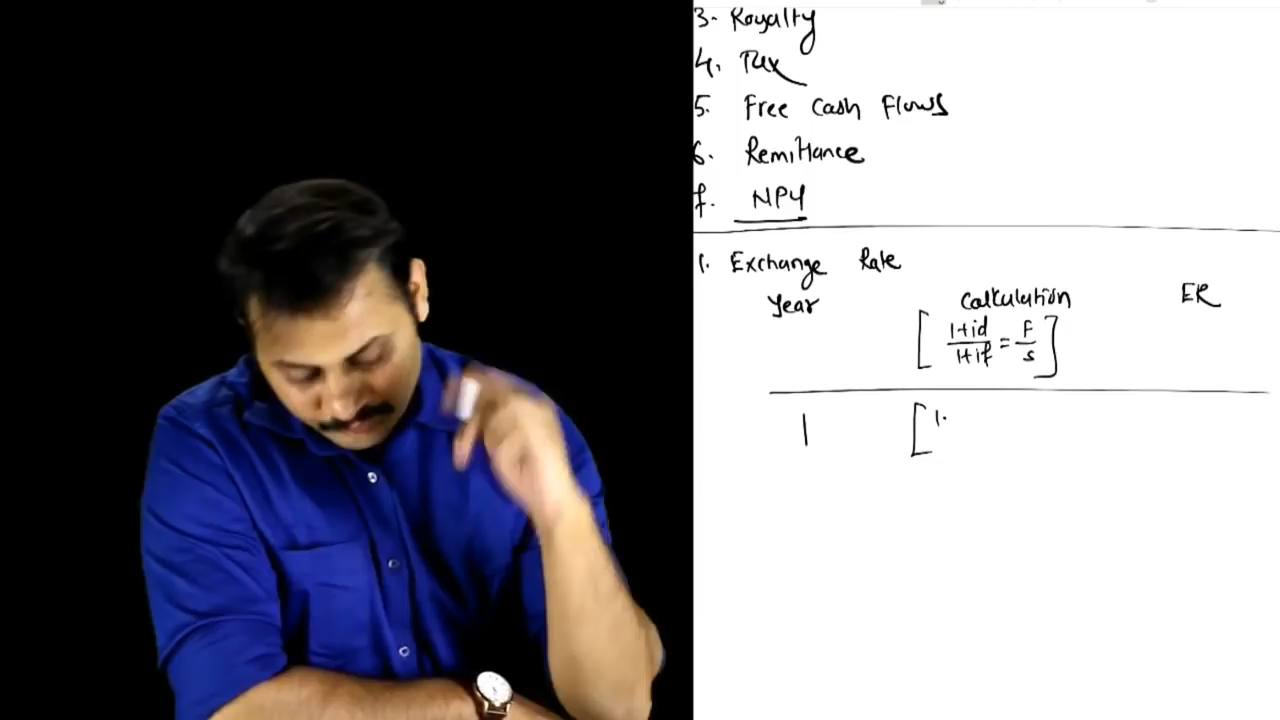 3. Royalty
4. Tax
5. Free Cash Flows
6. Remittance
7. NPV
1. Exchange Rate
Year Calculation ER
[ 1+id / 1+if = F / S ]
1 [ 1.